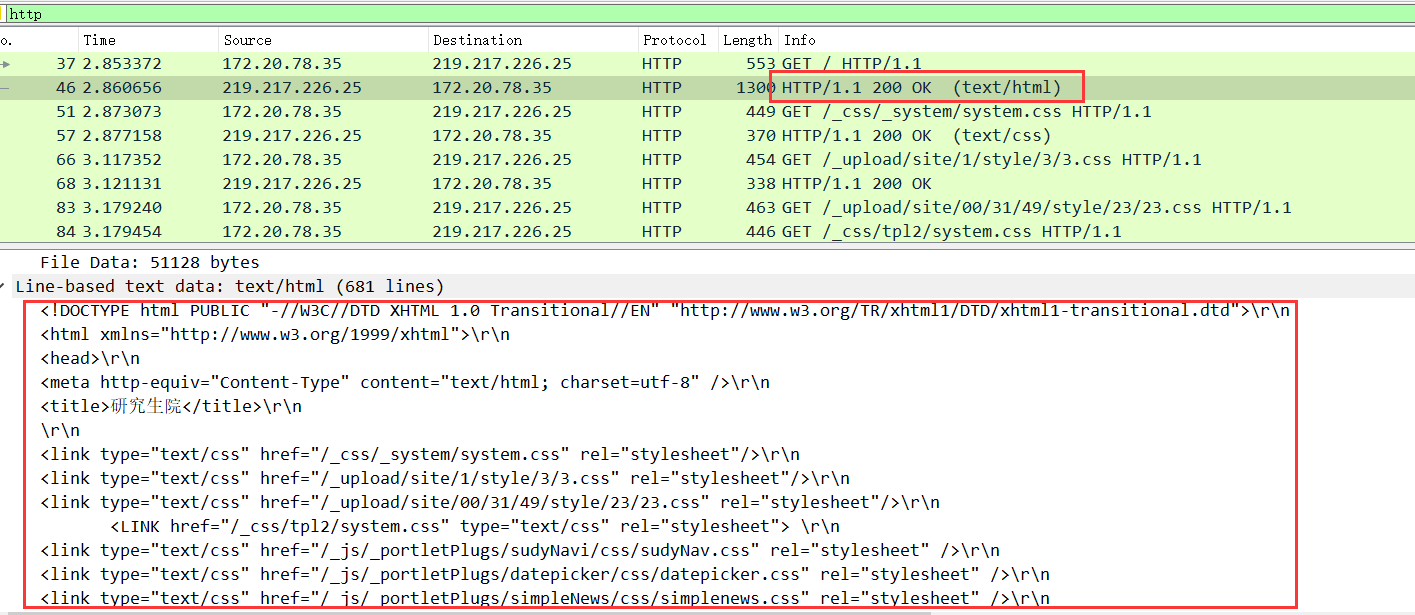 http
o. Time Source Destination Protocol Length Info
37 2.853372 172.20.78.35 219.217.226.25 HTTP 553 GET / HTTP/1.1
46 2.860656 219.217.226.25 172.20.78.35 HTTP 1300 HTTP/1.1 200 OK  (text/html)
51 2.873073 172.20.78.35 219.217.226.25 HTTP 449 GET /_css/_system/system.css HTTP/1.1
57 2.877158 219.217.226.25 172.20.78.35 HTTP 370 HTTP/1.1 200 OK  (text/css)
66 3.117352 172.20.78.35 219.217.226.25 HTTP 454 GET /_upload/site/1/style/3/3.css HTTP/1.1
68 3.121131 219.217.226.25 172.20.78.35 HTTP 338 HTTP/1.1 200 OK
83 3.179240 172.20.78.35 219.217.226.25 HTTP 463 GET /_upload/site/00/31/49/style/23/23.css HTTP/1.1
84 3.179454 172.20.78.35 219.217.226.25 HTTP 446 GET /_css/tpl2/system.css HTTP/1.1
File Data: 51128 bytes
Line-based text data: text/html (681 lines)
<!DOCTYPE html PUBLIC "-//W3C//DTD XHTML 1.0 Transitional//EN" "http://www.w3.org/TR/xhtml1/DTD/xhtml1-transitional.dtd">\r\n
<html xmlns="http://www.w3.org/1999/xhtml">\r\n
<head>\r\n
<meta http-equiv="Content-Type" content="text/html; charset=utf-8" />\r\n
<title>研究生院</title>\r\n
\r\n
<link type="text/css" href="/_css/_system/system.css" rel="stylesheet"/>\r\n
<link type="text/css" href="/_upload/site/1/style/3/3.css" rel="stylesheet"/>\r\n
<link type="text/css" href="/_upload/site/00/31/49/style/23/23.css" rel="stylesheet"/>\r\n
<LINK href="/_css/tpl2/system.css" type="text/css" rel="stylesheet"> \r\n
<link type="text/css" href="/_js/_portletPlugs/sudyNavi/css/sudyNav.css" rel="stylesheet" />\r\n
<link type="text/css" href="/_js/_portletPlugs/datepicker/css/datepicker.css" rel="stylesheet" />\r\n
<link type="text/css" href="/_js/_portletPlugs/simpleNews/css/simplenews.css" rel="stylesheet" />\r\n